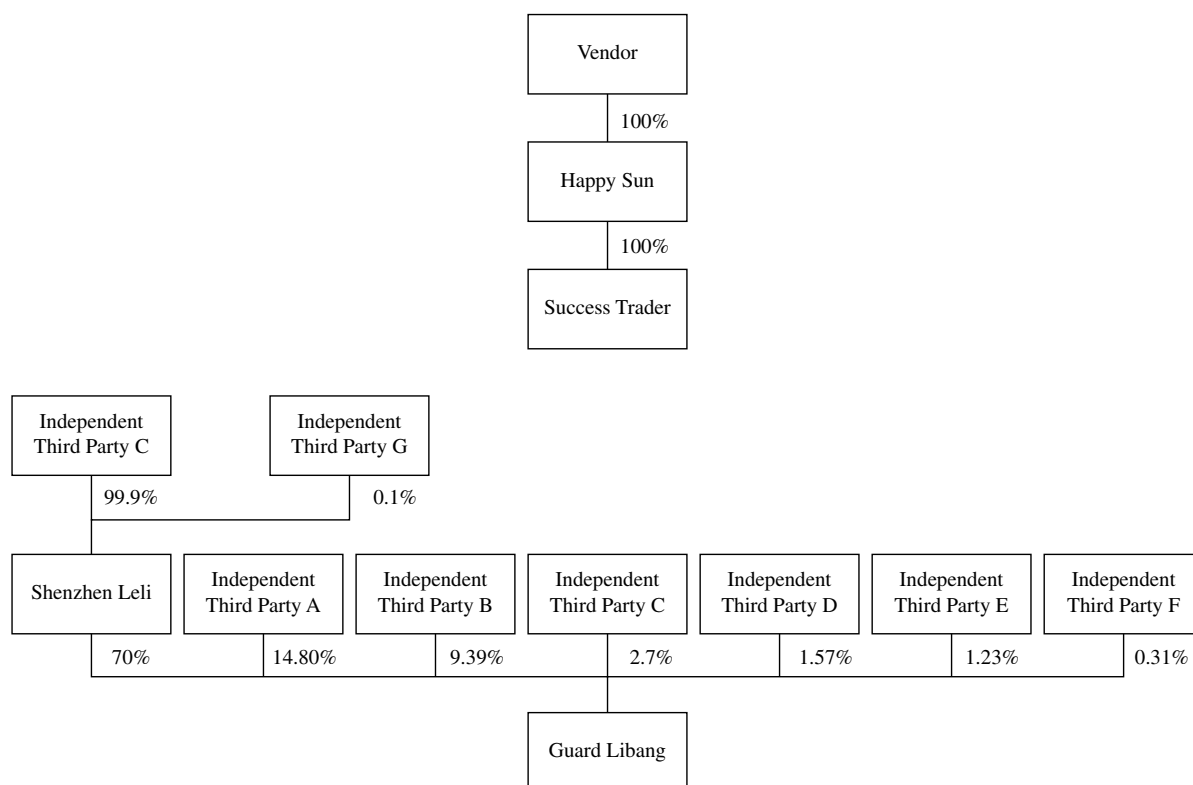 Vendor
100%
Happy Sun
100%
Success Trader
Independent
Third Party C
Independent
Third Party G
99.9%
0.1%
Shenzhen Leli
Independent
Third Party A
Independent
Third Party B
Independent
Third Party C
Independent
Third Party D
Independent
Third Party E
Independent
Third Party F
70%
14.80%
9.39%
2.7%
1.57%
1.23%
0.31%
Guard Libang